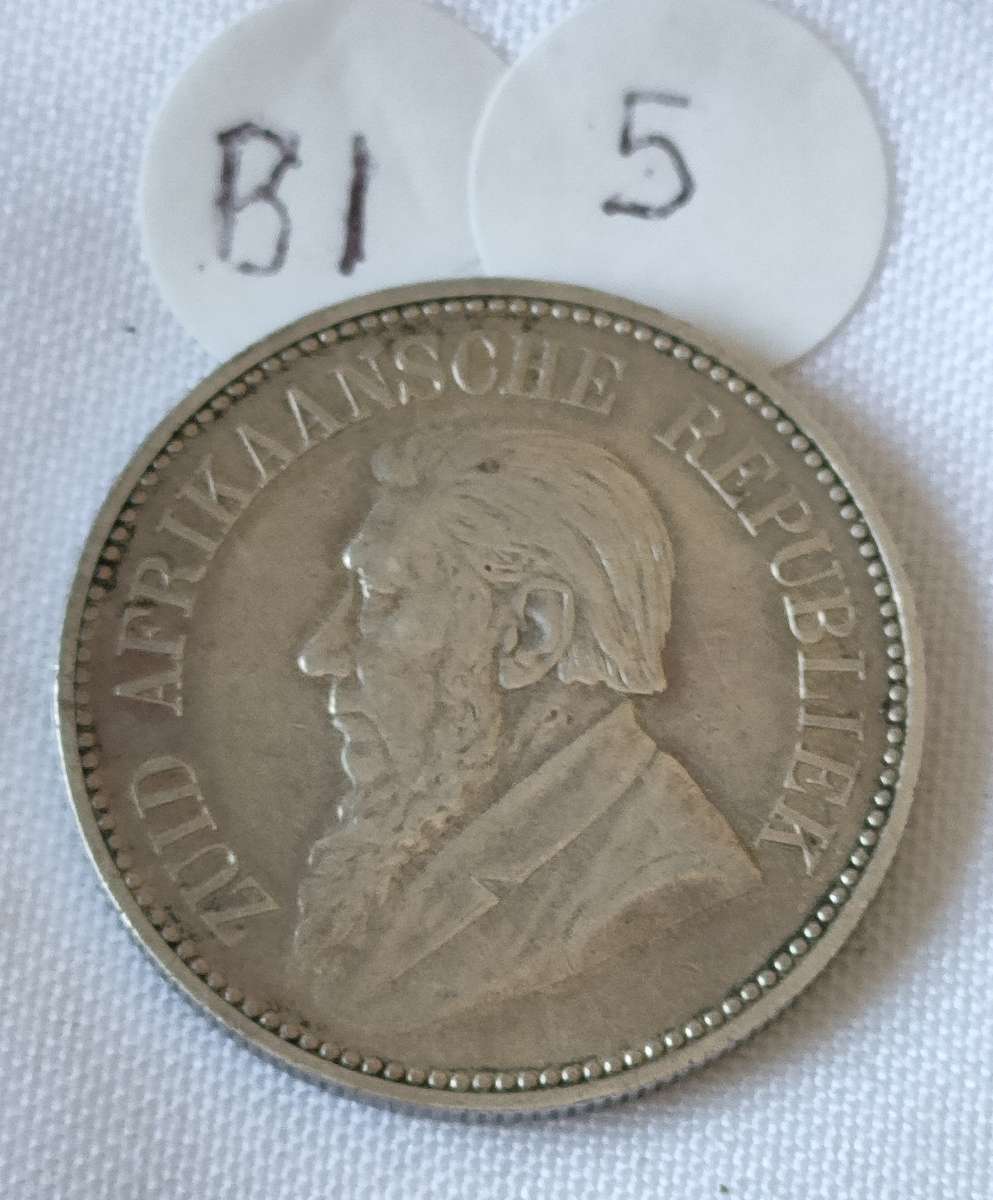 B1
5
ZUID AFRIKAANSCHE REPUBLIEK